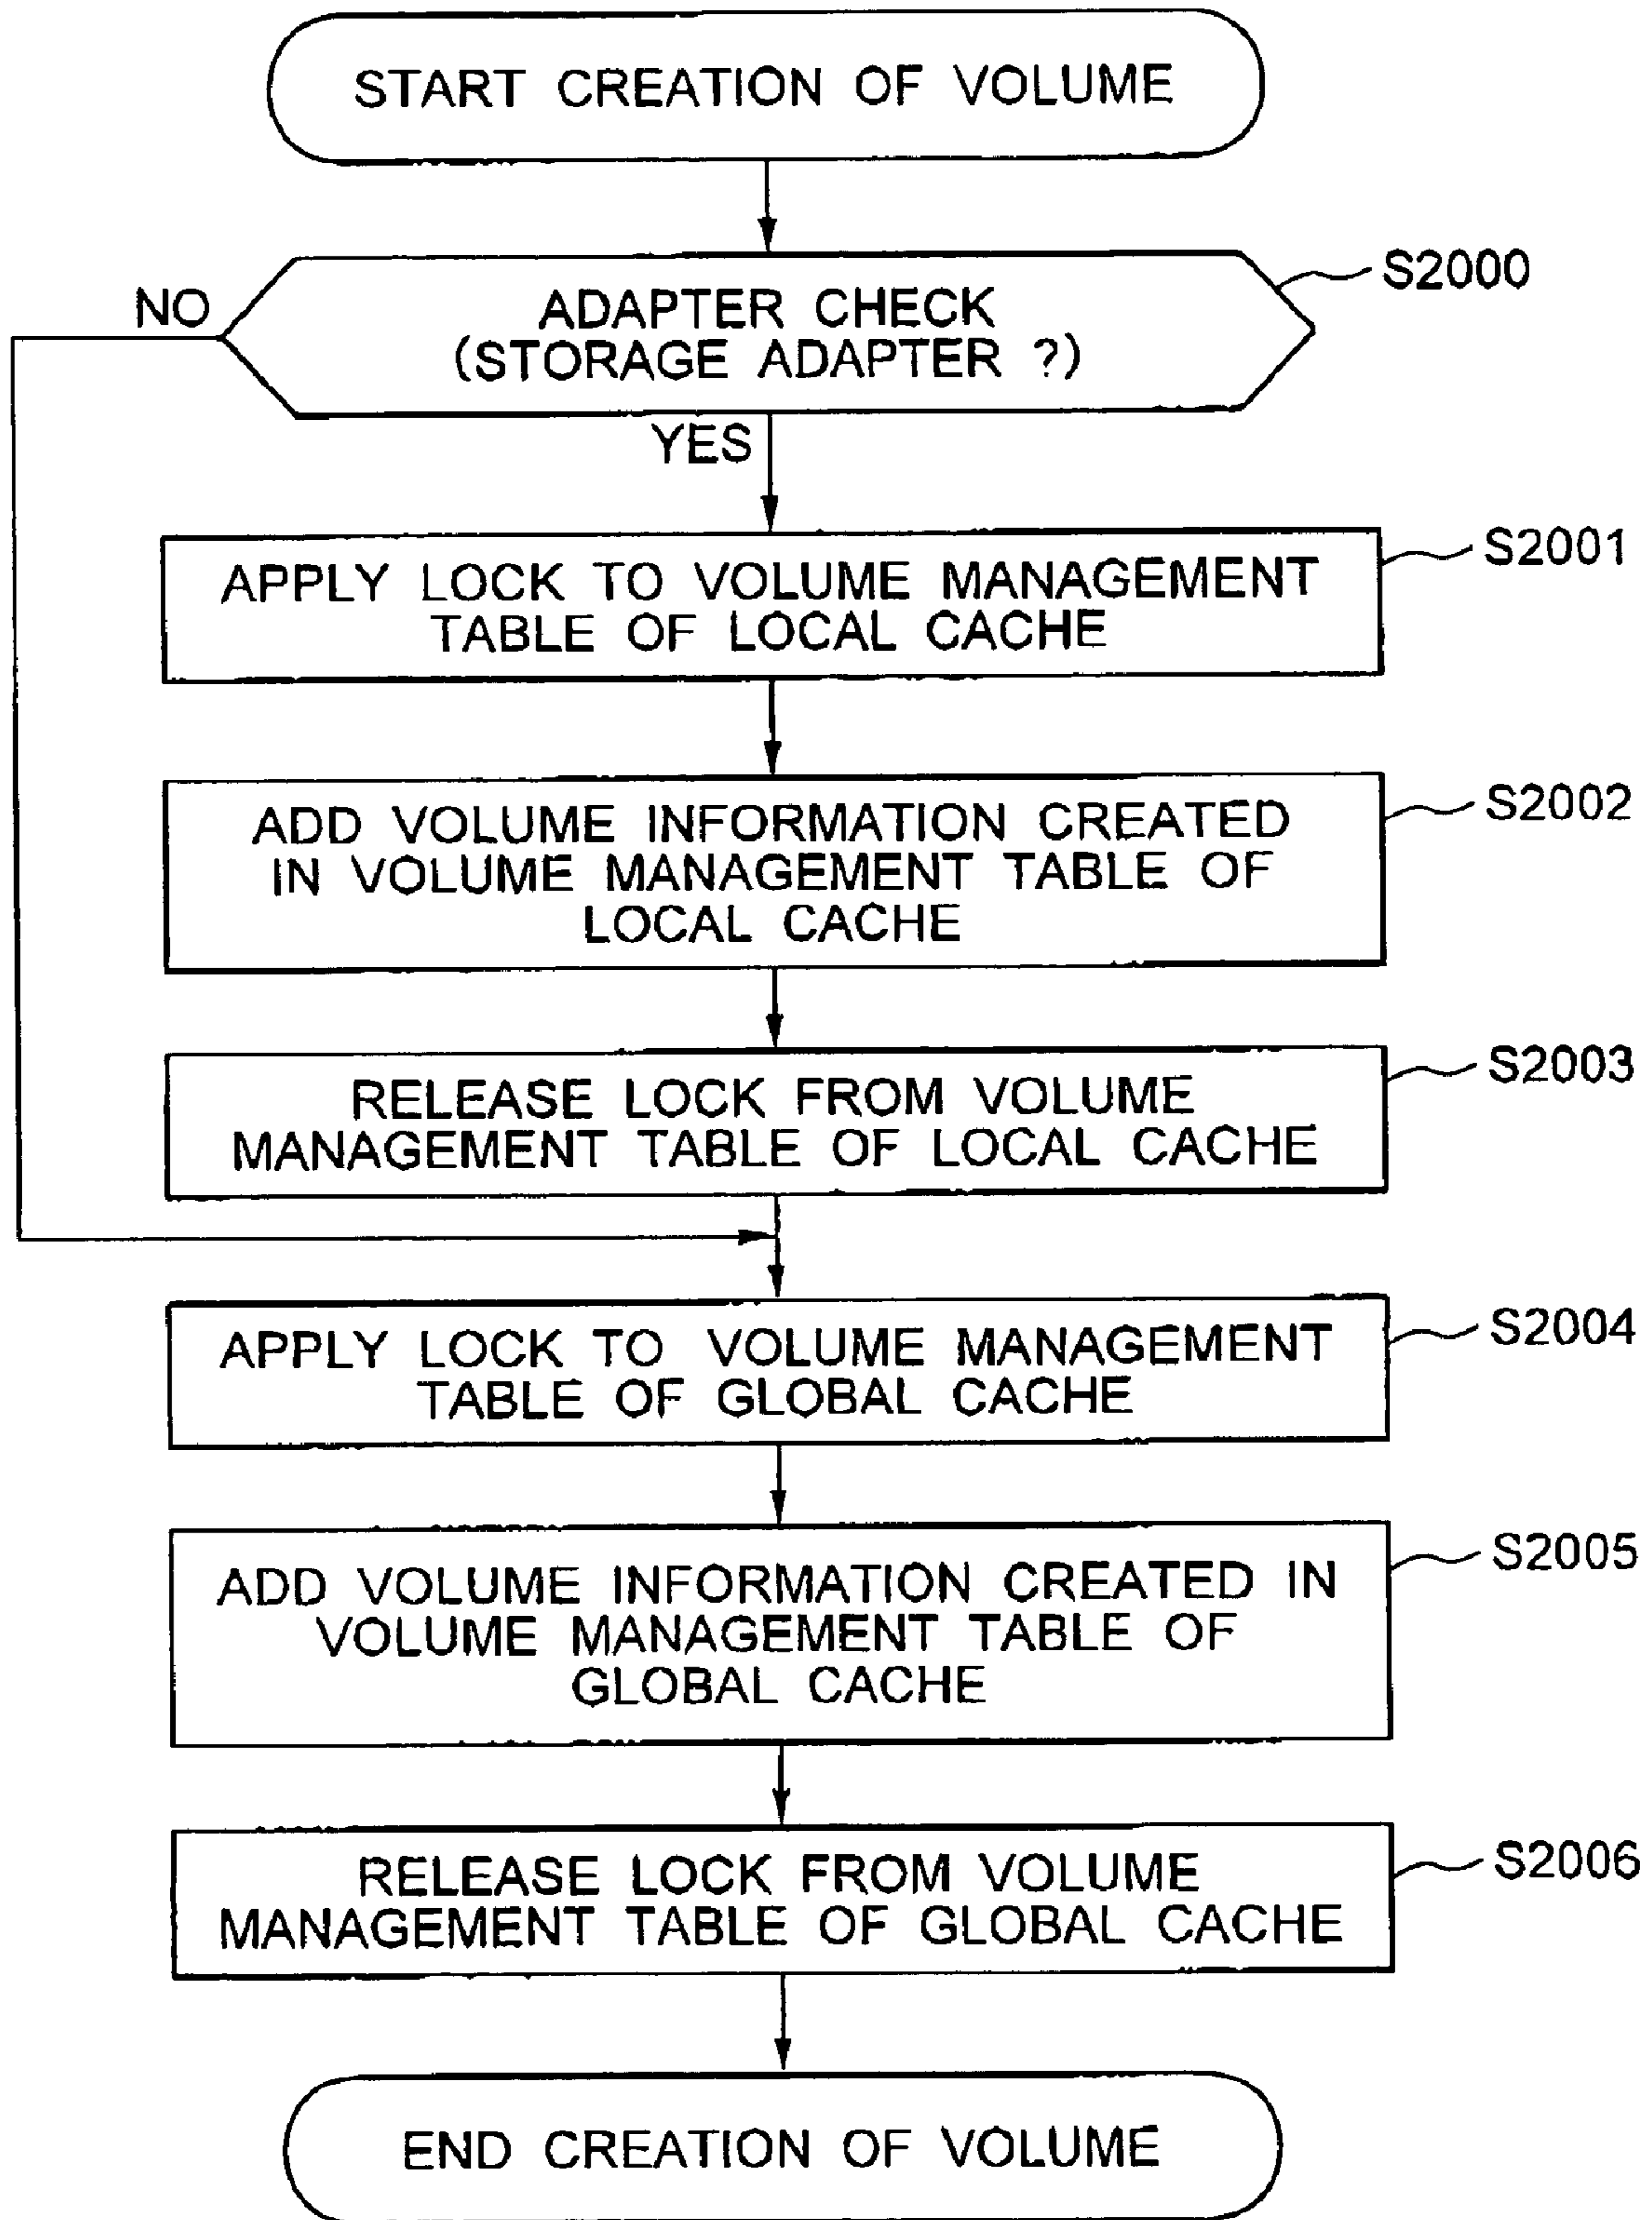 START CREATION OF VOLUME
S2000
NO
ADAPTER CHECK
(STORAGE ADAPTER ?)
YES
S2001
APPLY LOCK TO VOLUME MANAGEMENT
TABLE OF LOCAL CACHE
S2002
ADD VOLUME INFORMATION CREATED
IN VOLUME MANAGEMENT TABLE OF
LOCAL CACHE
S2003
RELEASE LOCK FROM VOLUME
MANAGEMENT TABLE OF LOCAL CACHE
S2004
APPLY LOCK TO VOLUME MANAGEMENT
TABLE OF GLOBAL CACHE
S2005
ADD VOLUME INFORMATION CREATED IN
VOLUME MANAGEMENT TABLE OF
GLOBAL CACHE
S2006
RELEASE LOCK FROM VOLUME
MANAGEMENT TABLE OF GLOBAL CACHE
END CREATION OF VOLUME